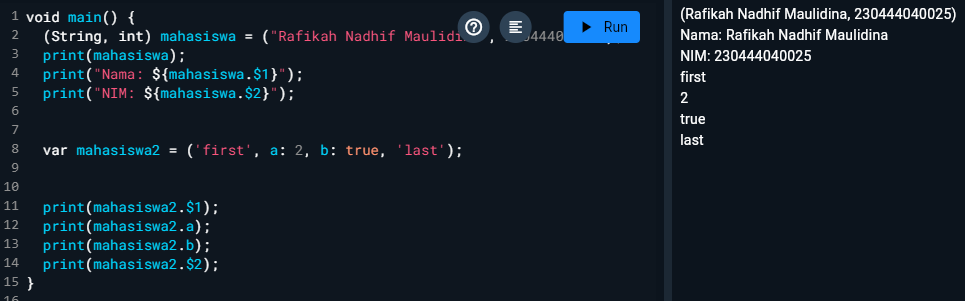 1 void main() {
2 (String, int) mahasiswa = ("Rafikah Nadhif Maulidi
Run
3 print(mahasiswa);
4 print("Nama: ${mahasiswa.$1}");
5 print("NIM: ${mahasiswa.$2}");
6
7
8 var mahasiswa2 = ('first', a: 2, b: true, 'last');
9
10
11 print(mahasiswa2.$1);
12 print(mahasiswa2.a);
13 print(mahasiswa2.b);
14 print(mahasiswa2.$2);
15 }
16
(Rafikah Nadhif Maulidina, 230444040025)
Nama: Rafikah Nadhif Maulidina
NIM: 230444040025
first
2
true
last